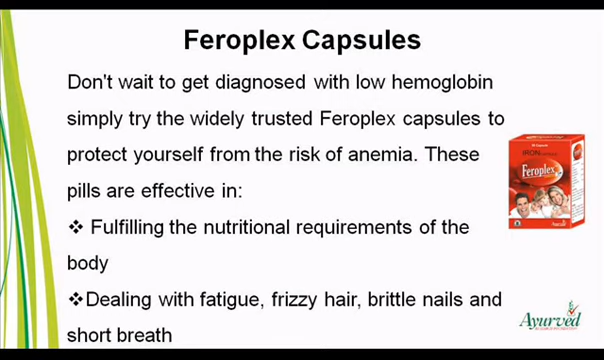 Feroplex Capsules
Don't wait to get diagnosed with low hemoglobin
simply try the widely trusted Feroplex capsules to
protect yourself from the risk of anemia. These
pills are effective in:
❖ Fulfilling the nutritional requirements of the
body
❖Dealing with fatigue, frizzy hair, brittle nails and
short breath
IRON
Feroplex
Ayurved